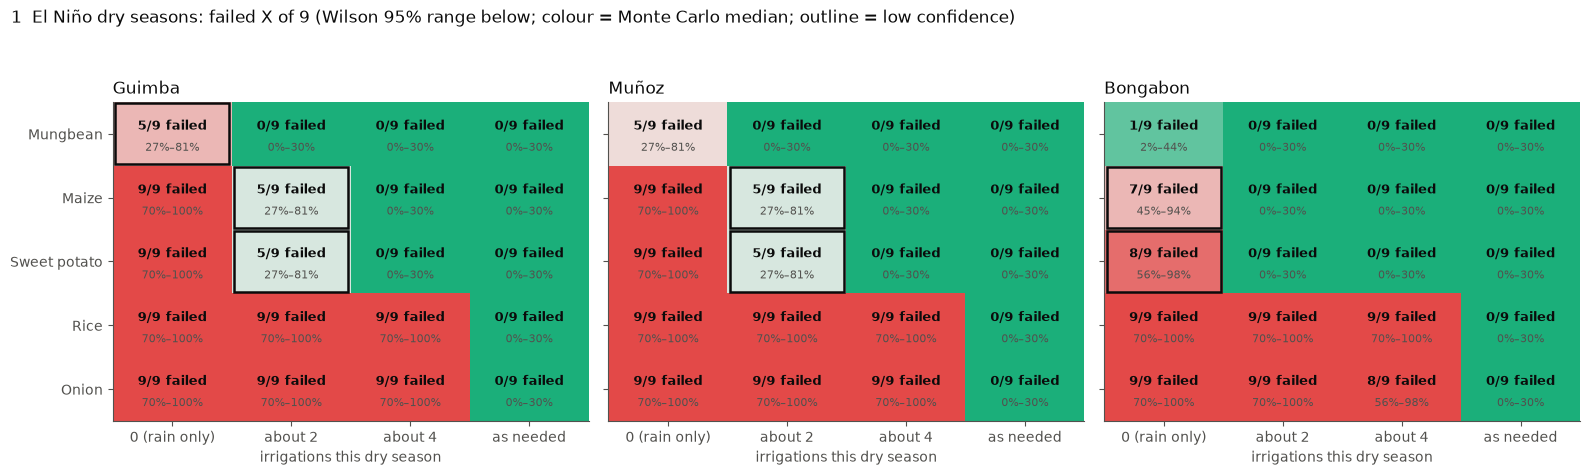 1 El Niño dry seasons: failed X of 9 (Wilson 95% range below; colour = Monte Carlo median; outline = low confidence)
Guimba Muñoz Bongabon
Mungbean 5/9 failed 0/9 failed 0/9 failed 0/9 failed 5/9 failed 0/9 failed 0/9 failed 0/9 failed 1/9 failed 0/9 failed 0/9 failed 0/9 failed
27%–81% 0%–30% 0%–30% 0%–30% 27%–81% 0%–30% 0%–30% 0%–30% 2%–44% 0%–30% 0%–30% 0%–30%
Maize 9/9 failed 5/9 failed 0/9 failed 0/9 failed 9/9 failed 5/9 failed 0/9 failed 0/9 failed 7/9 failed 0/9 failed 0/9 failed 0/9 failed
70%–100% 27%–81% 0%–30% 0%–30% 70%–100% 27%–81% 0%–30% 0%–30% 45%–94% 0%–30% 0%–30% 0%–30%
Sweet potato 9/9 failed 5/9 failed 0/9 failed 0/9 failed 9/9 failed 5/9 failed 0/9 failed 0/9 failed 8/9 failed 0/9 failed 0/9 failed 0/9 failed
70%–100% 27%–81% 0%–30% 0%–30% 70%–100% 27%–81% 0%–30% 0%–30% 56%–98% 0%–30% 0%–30% 0%–30%
Rice 9/9 failed 9/9 failed 9/9 failed 0/9 failed 9/9 failed 9/9 failed 9/9 failed 0/9 failed 9/9 failed 9/9 failed 9/9 failed 0/9 failed
70%–100% 70%–100% 70%–100% 0%–30% 70%–100% 70%–100% 70%–100% 0%–30% 70%–100% 70%–100% 70%–100% 0%–30%
Onion 9/9 failed 9/9 failed 9/9 failed 0/9 failed 9/9 failed 9/9 failed 9/9 failed 0/9 failed 9/9 failed 9/9 failed 8/9 failed 0/9 failed
70%–100% 70%–100% 70%–100% 0%–30% 70%–100% 70%–100% 70%–100% 0%–30% 70%–100% 70%–100% 56%–98% 0%–30%
0 (rain only) about 2 about 4 as needed 0 (rain only) about 2 about 4 as needed 0 (rain only) about 2 about 4 as needed
irrigations this dry season irrigations this dry season irrigations this dry season